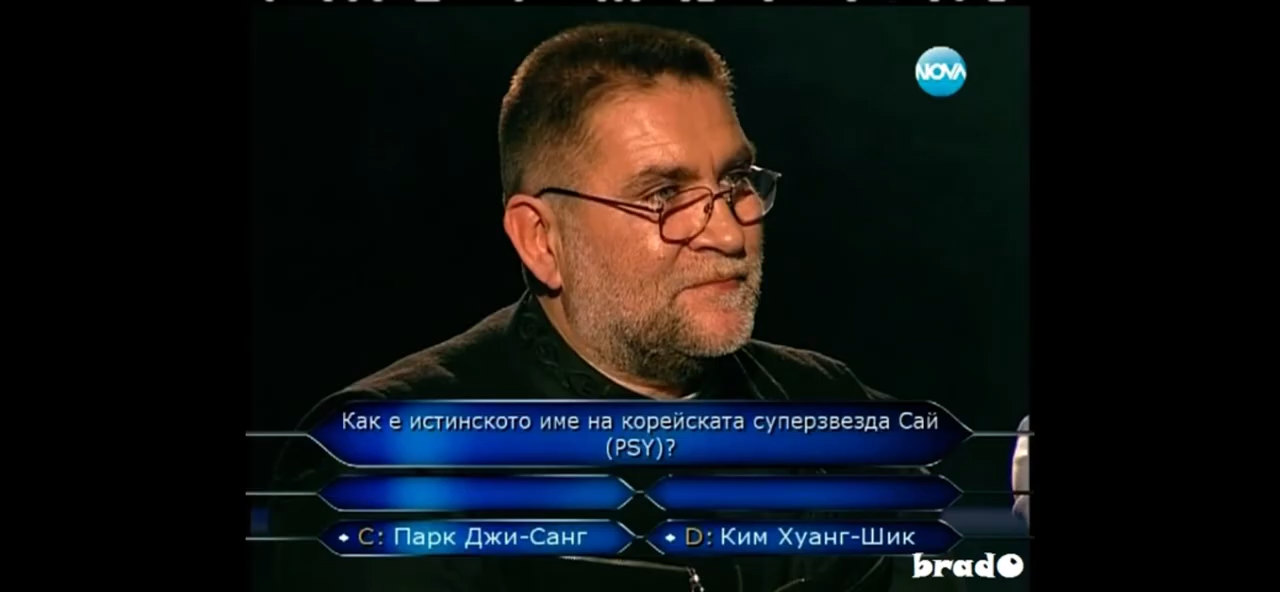 NOVA
Как е истинското име на корейската суперзвезда Сай
(PSY)?
C: Парк Джи-Санг
D: Ким Хуанг-Шик
bradO